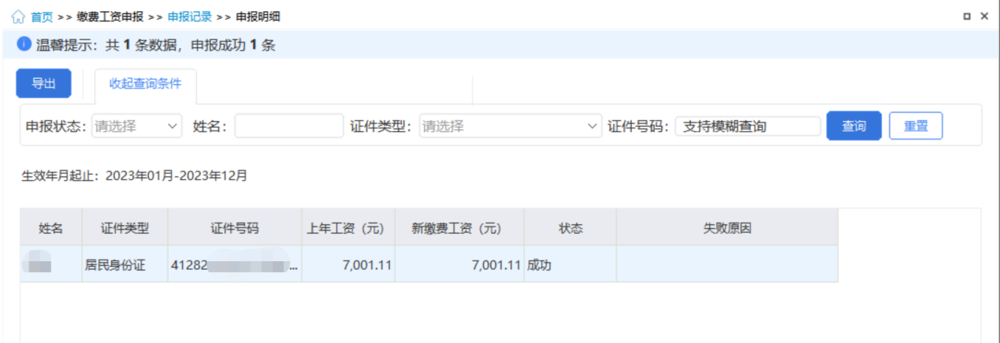 首页 >> 缴费工资申报 >> 申报记录 >> 申报明细
温馨提示：共 1 条数据，申报成功 1 条
导出 收起查询条件
申报状态： 请选择 姓名： 证件类型： 请选择 证件号码： 支持模糊查询 查询 重置
生效年月起止：2023年01月-2023年12月
姓名 证件类型 证件号码 上年工资（元） 新缴费工资（元） 状态 失败原因
居民身份证 41282 ... 7,001.11 7,001.11 成功